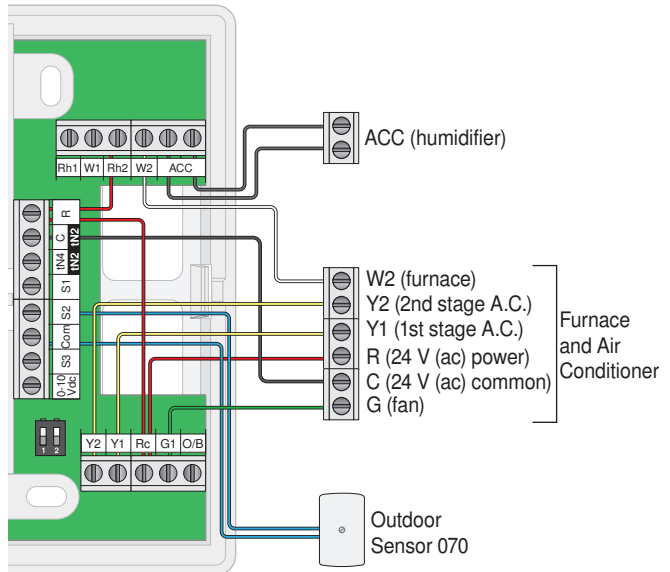 Rh1 W1 Rh2 W2 ACC
ACC (humidifier)
R
C tN2
tN4 tN2
S1
S2
Com
S3
0-10
Vdc
1 2
Y2 Y1 Rc G1 O/B
W2 (furnace)
Y2 (2nd stage A.C.)
Y1 (1st stage A.C.)
R (24 V (ac) power)
C (24 V (ac) common)
G (fan)
Furnace
and Air
Conditioner
Outdoor
Sensor 070